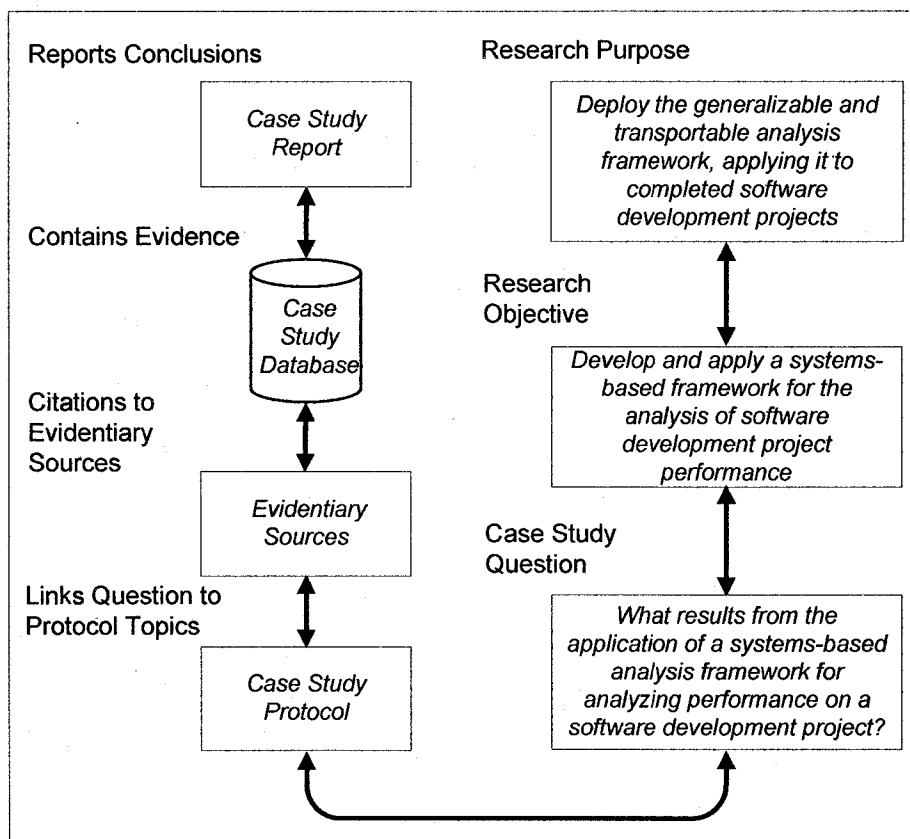 Reports Conclusions
Case Study
Report
Contains Evidence
Case
Study
Database
Citations to
Evidentiary
Sources
Evidentiary
Sources
Links Question to
Protocol Topics
Case Study
Protocol
Research Purpose
Deploy the generalizable and
transportable analysis
framework, applying it to
completed software
development projects
Research
Objective
Develop and apply a systems-
based framework for the
analysis of software
development project
performance
Case Study
Question
What results from the
application of a systems-based
analysis framework for
analyzing performance on a
software development project?